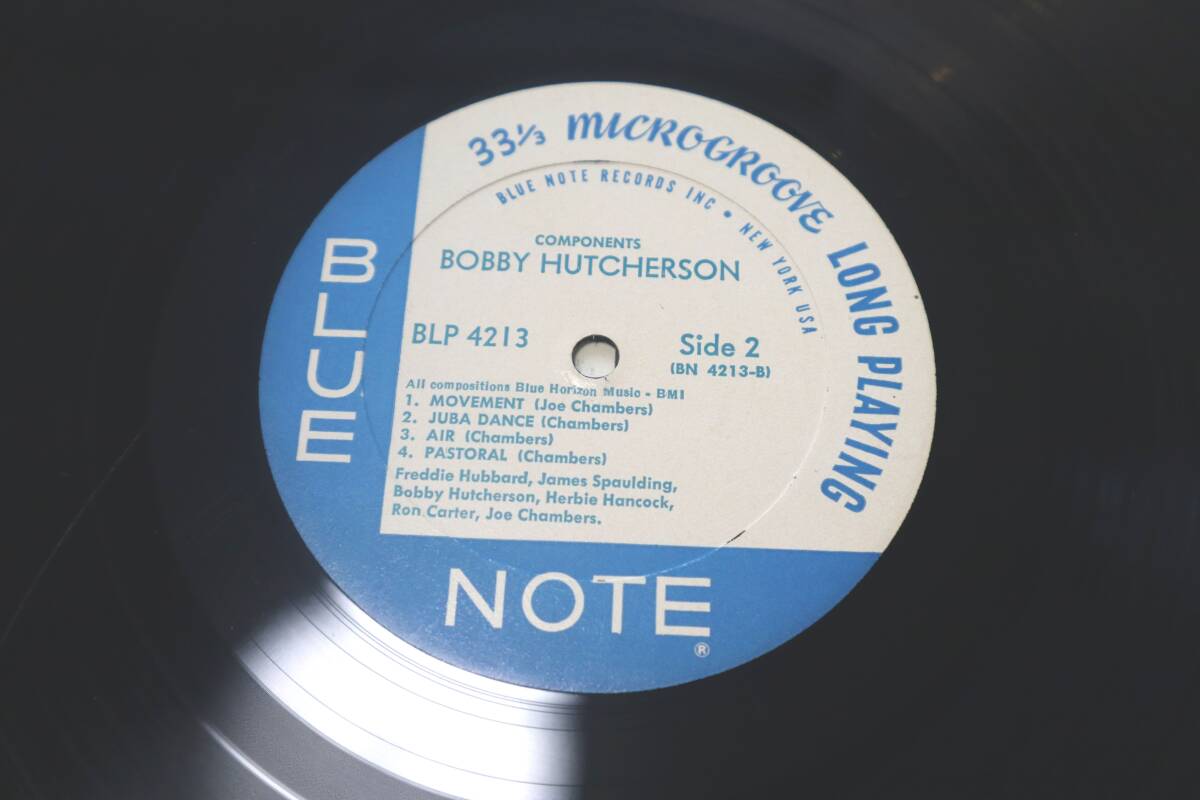 33⅓ MICROGROOVE LONG PLAYING
BLUE NOTE RECORDS INC • NEW YORK USA
COMPONENTS
BOBBY HUTCHERSON
BLP 4213
Side 2
(BN 4213-B)
All compositions Blue Horizon Music - BMI
1. MOVEMENT (Joe Chambers)
2. JUBA DANCE (Chambers)
3. AIR (Chambers)
4. PASTORAL (Chambers)
Freddie Hubbard, James Spaulding,
Bobby Hutcherson, Herbie Hancock,
Ron Carter, Joe Chambers.
BLUE
NOTE
®